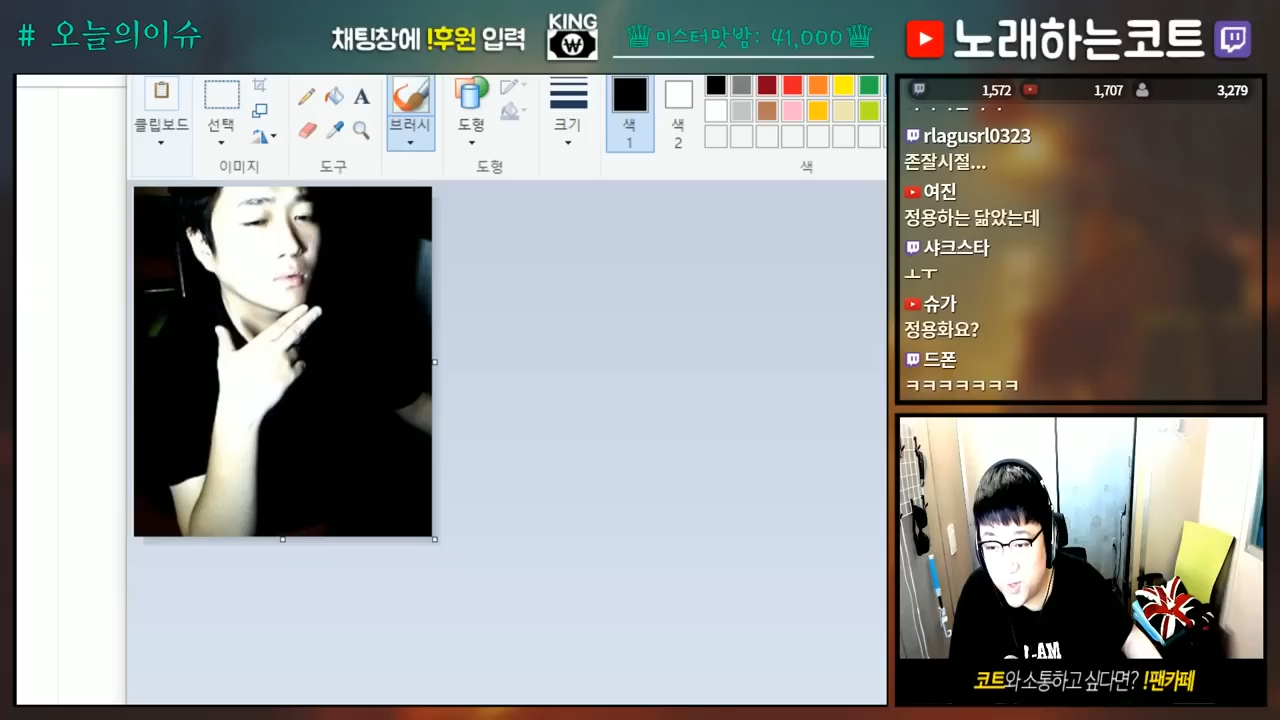 # 오늘의이슈
채팅창에 !후원 입력
KING
₩
미스터맛밤: 41,000
노래하는코트
클립보드
선택
이미지
A
도구
브러시
도형
도형
크기
색
1
색
2
색
1,572
1,707
3,279
rlagusrl0323
존잘시절...
여진
정용하는 닮았는데
샤크스타
ㅗㅜ
슈가
정용화요?
드폰
ㅋㅋㅋㅋㅋㅋㅋ
I-AM
코트와 소통하고 싶다면? !팬카페